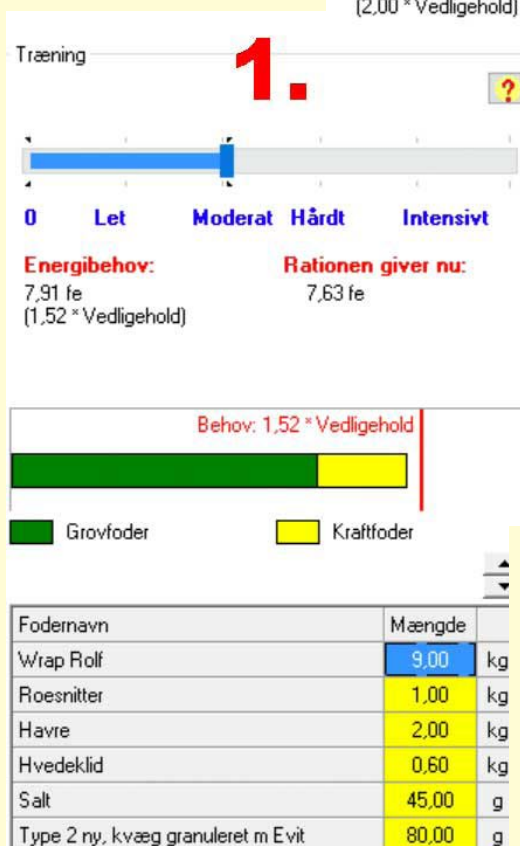 (2,00 * Vedligehold)
Træning
1.
?
0 Let Moderat Hårdt Intensivt
Energibehov: Rationen giver nu:
7,91 fe 7,63 fe
(1,52 * Vedligehold)
Behov: 1,52 * Vedligehold
Grovfoder Kraftfoder
Fodernavn Mængde
Wrap Rolf 9,00 kg
Roesnitter 1,00 kg
Havre 2,00 kg
Hvedeklid 0,60 kg
Salt 45,00 g
Type 2 ny, kvæg granuleret m Evit 80,00 g